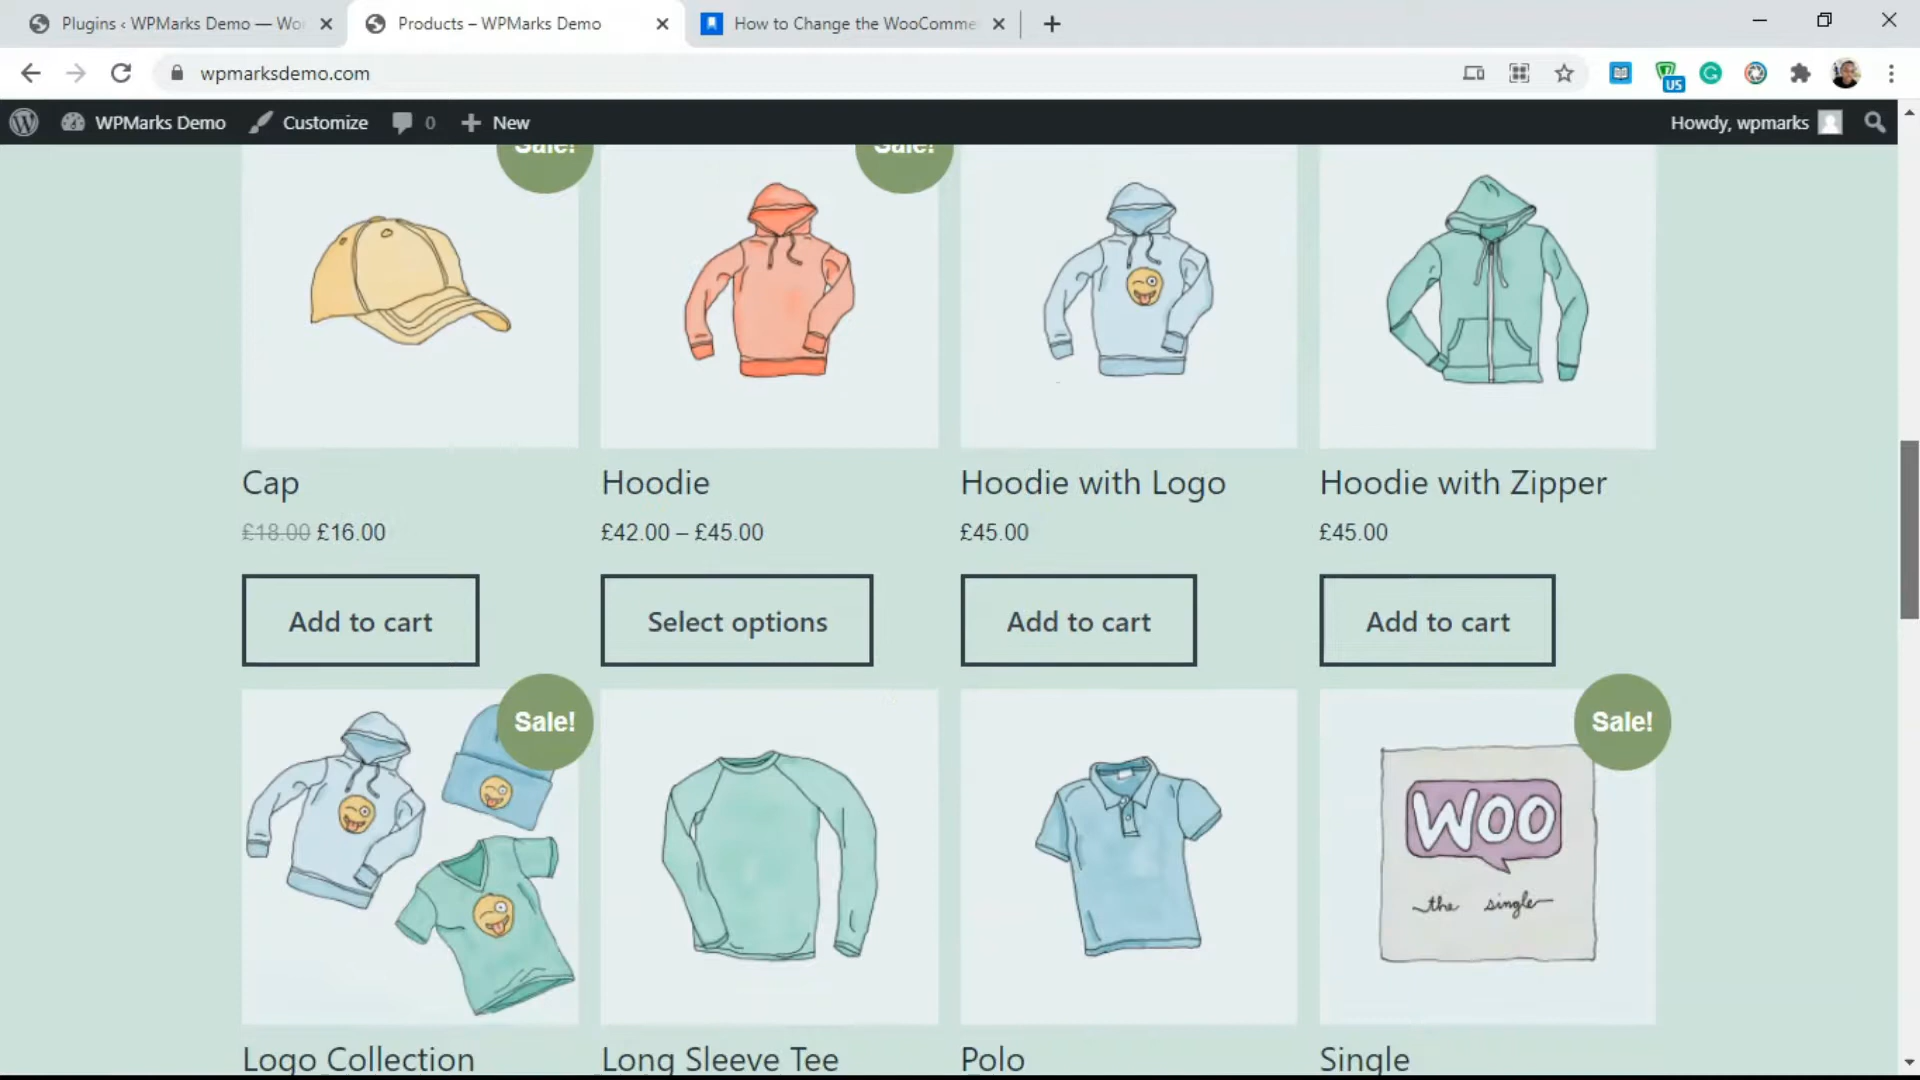 Plugins ‹ WPMarks Demo — Wo
Products – WPMarks Demo
How to Change the WooComme
wpmarksdemo.com
US
WPMarks Demo
Customize
0
New
Howdy, wpmarks
Sale!
Sale!
Cap
Hoodie
Hoodie with Logo
Hoodie with Zipper
£18.00 £16.00
£42.00 – £45.00
£45.00
£45.00
Add to cart
Select options
Add to cart
Add to cart
Sale!
Sale!
WOO
the single
Logo Collection
Long Sleeve Tee
Polo
Single